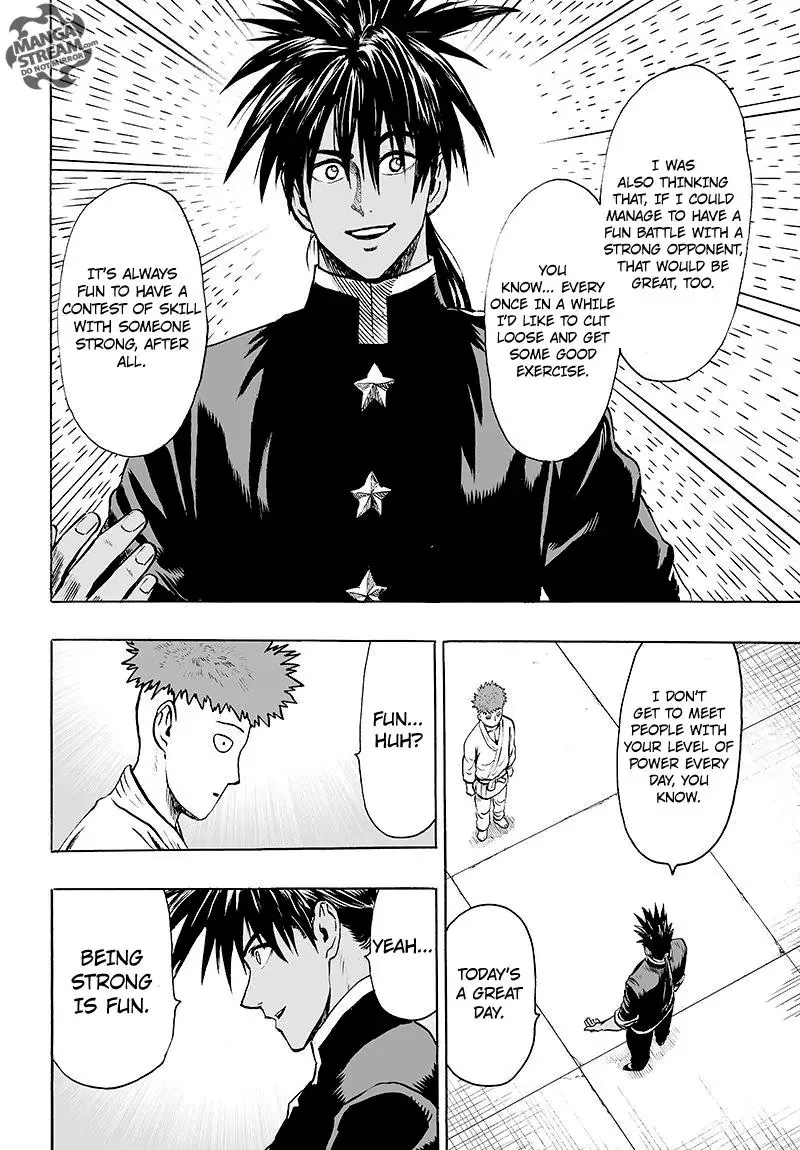 MANGA
STREAM.com
DO NOT MIRROR
I WAS
ALSO THINKING
THAT, IF I COULD
MANAGE TO HAVE A
FUN BATTLE WITH A
STRONG OPPONENT,
THAT WOULD BE
GREAT, TOO.
YOU
KNOW... EVERY
ONCE IN A WHILE
I'D LIKE TO CUT
LOOSE AND GET
SOME GOOD
EXERCISE.
IT'S ALWAYS
FUN TO HAVE A
CONTEST OF SKILL
WITH SOMEONE
STRONG, AFTER
ALL.
I DON'T
GET TO MEET
PEOPLE WITH
YOUR LEVEL OF
POWER EVERY
DAY, YOU
KNOW.
TODAY'S
A GREAT
DAY.
FUN...
HUH?
YEAH...
BEING
STRONG
IS FUN.